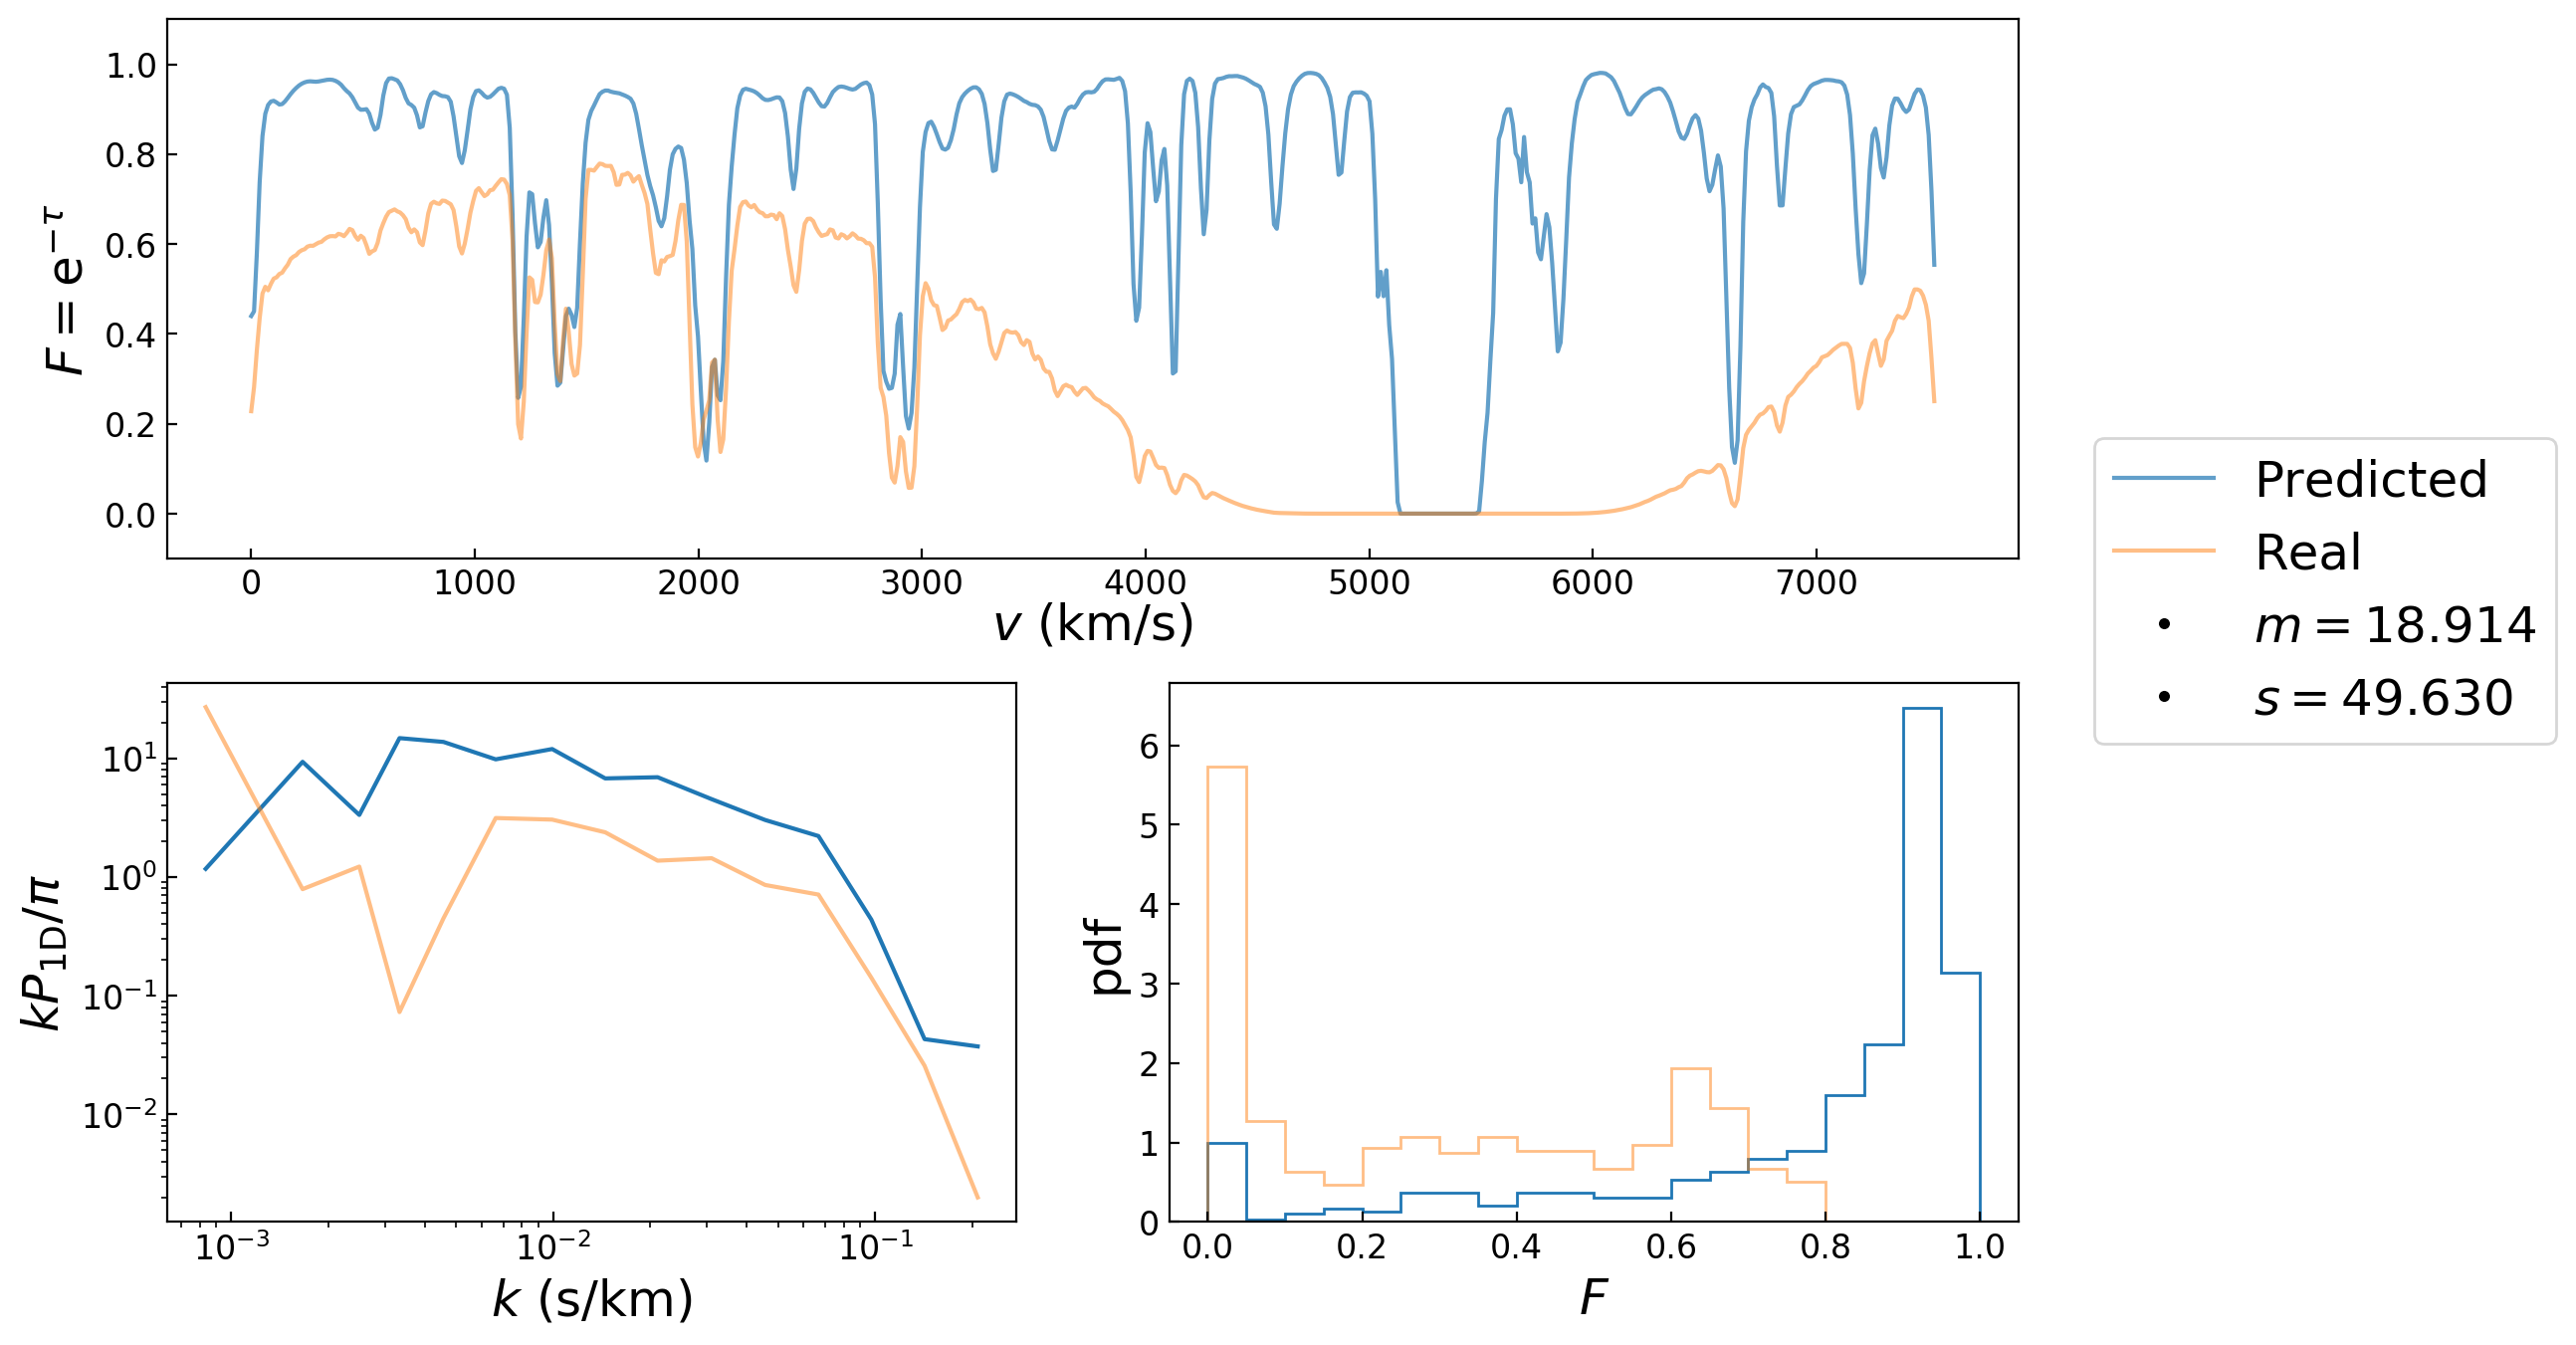 1.0
0.8
0.6
0.4
0.2
0.0
F = e^{−τ}
0 1000 2000 3000 4000 5000 6000 7000
v (km/s)
Predicted
Real
m = 18.914
s = 49.630
10^1
10^0
10^{−1}
10^{−2}
kP_{1D}/π
10^{−3} 10^{−2} 10^{−1}
k (s/km)
6
5
4
3
2
1
0
pdf
0.0 0.2 0.4 0.6 0.8 1.0
F